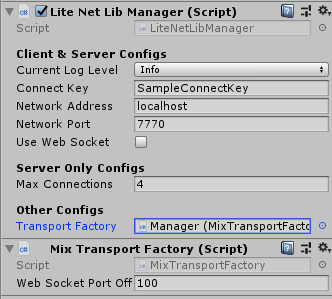 Lite Net Lib Manager (Script)
Script LiteNetLibManager
Client & Server Configs
Current Log Level Info
Connect Key SampleConnectKey
Network Address localhost
Network Port 7770
Use Web Socket
Server Only Configs
Max Connections 4
Other Configs
Transport Factory Manager (MixTransportFacto
Mix Transport Factory (Script)
Script MixTransportFactory
Web Socket Port Off 100